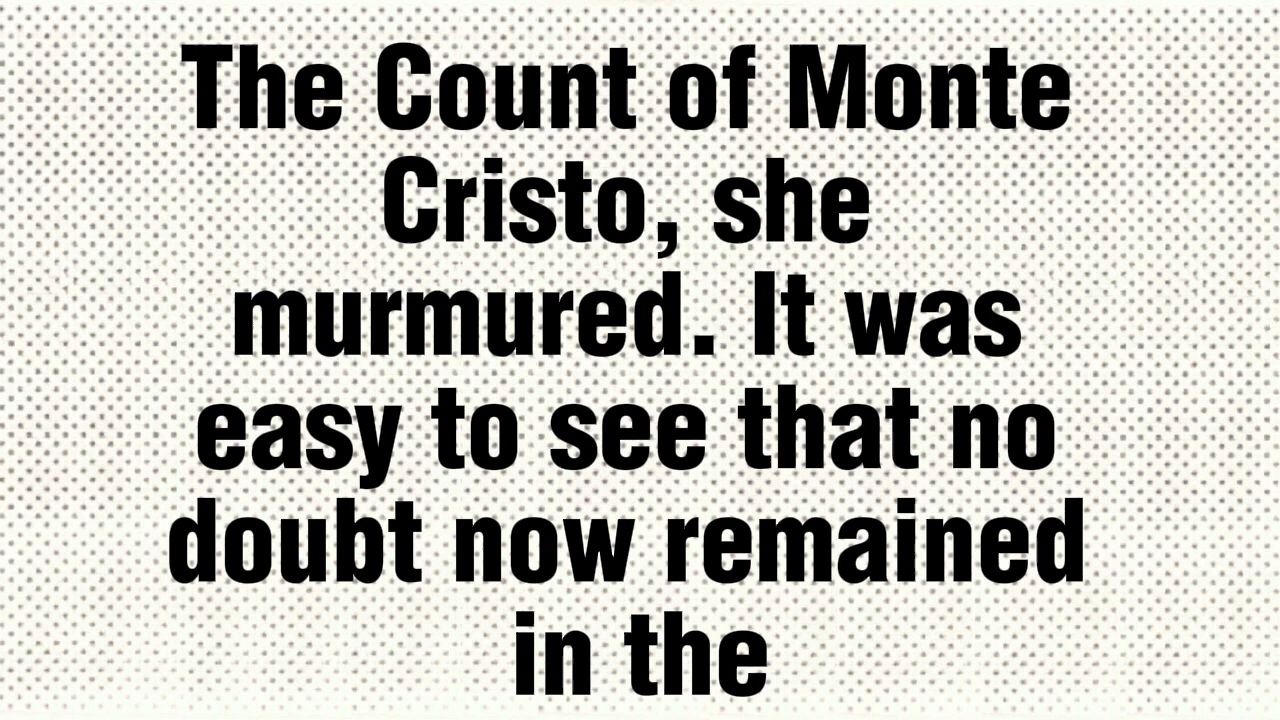 The Count of Monte
Cristo, she
murmured. It was
easy to see that no
doubt now remained
in the